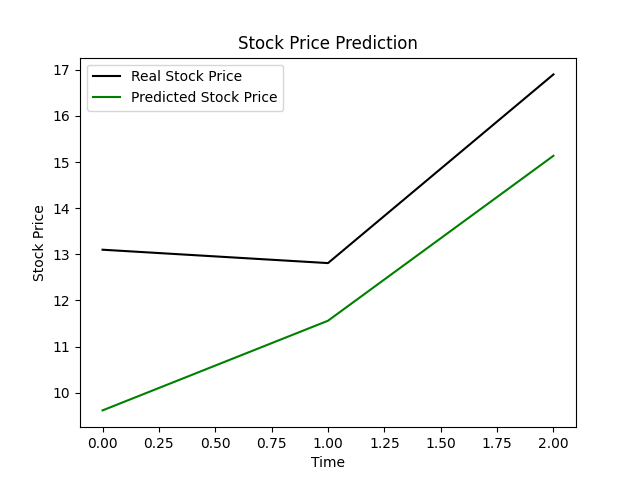 Stock Price Prediction
Real Stock Price
Predicted Stock Price
Stock Price
17
16
15
14
13
12
11
10
0.00 0.25 0.50 0.75 1.00 1.25 1.50 1.75 2.00
Time